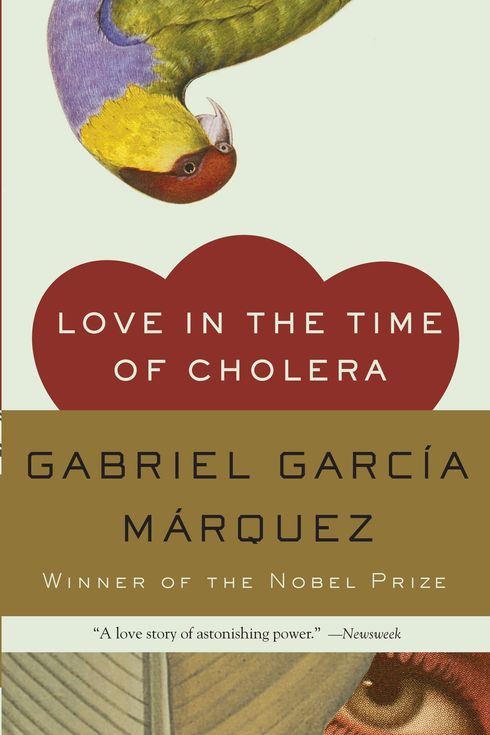 LOVE IN THE TIME
OF CHOLERA
GABRIEL GARCÍA
MÁRQUEZ
WINNER OF THE NOBEL PRIZE
“A love story of astonishing power.” —Newsweek